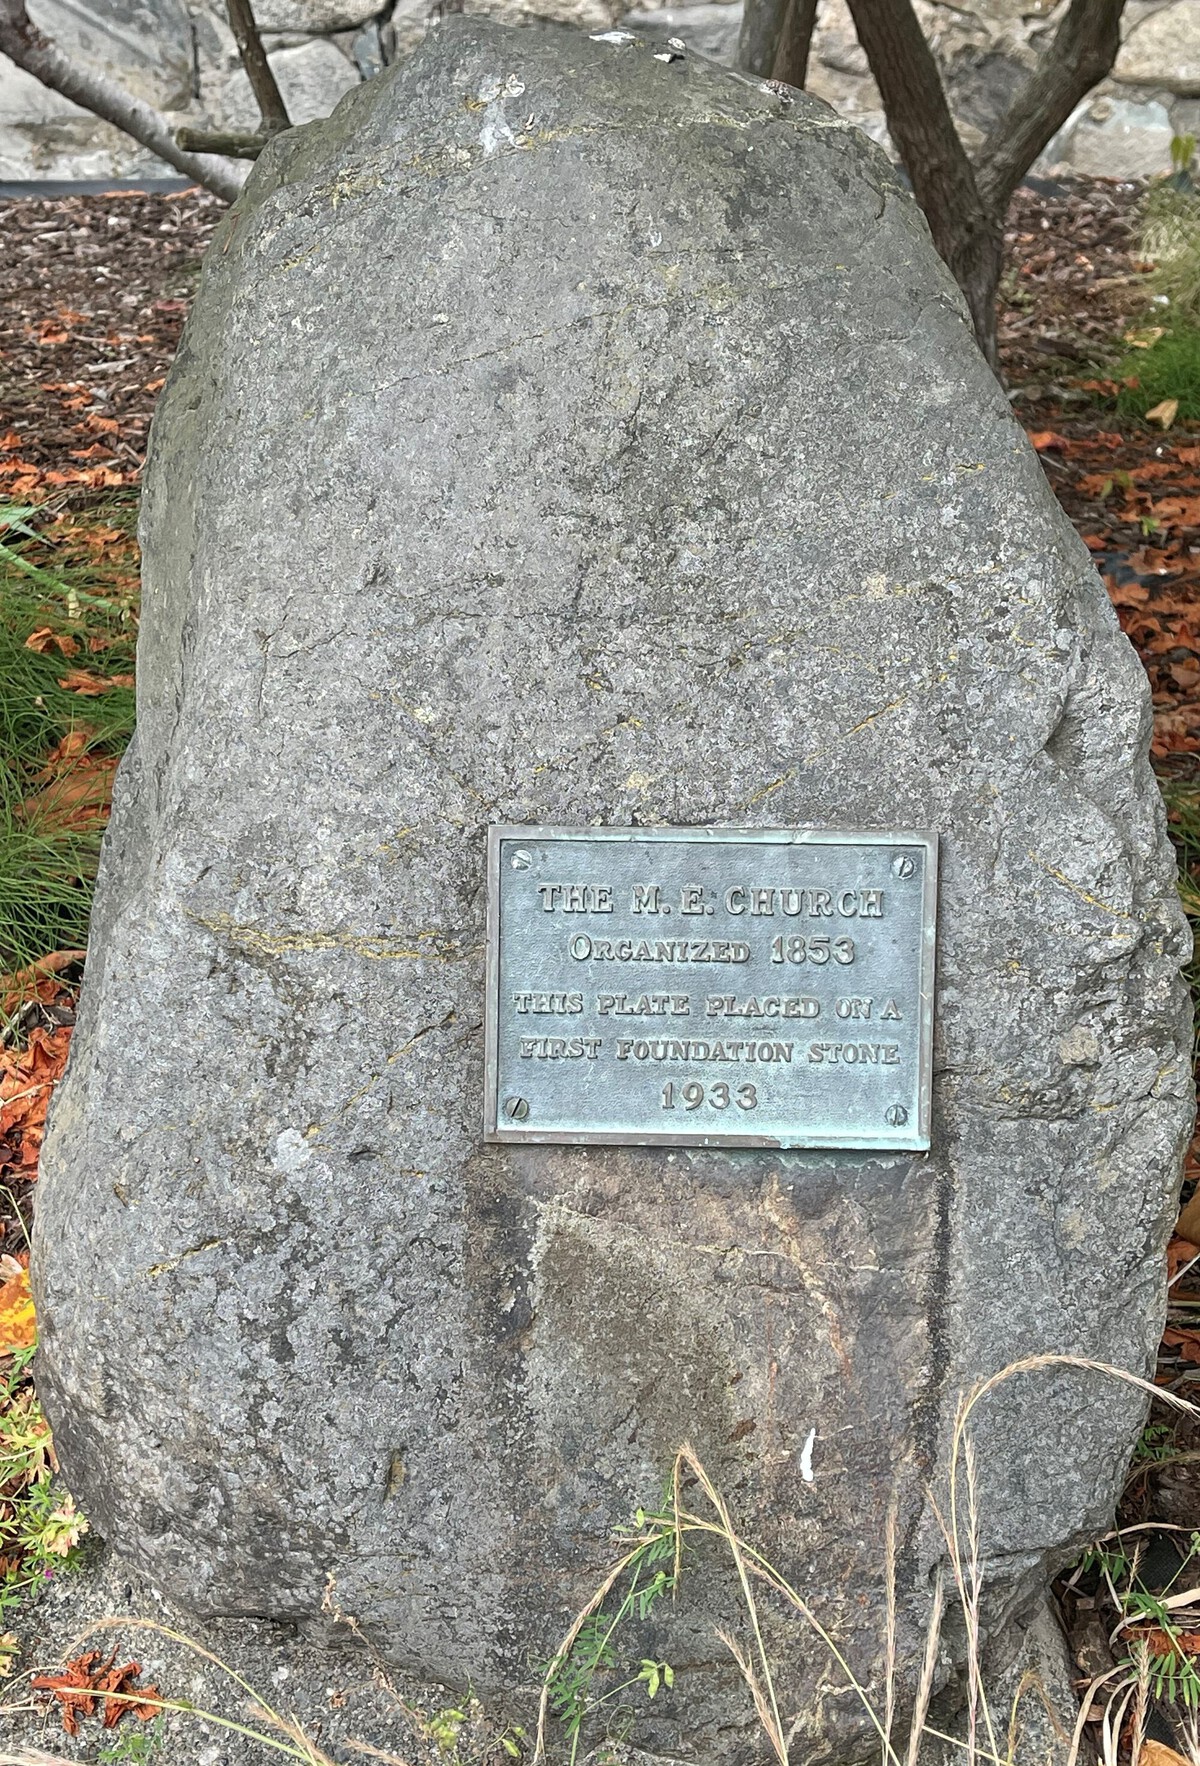 THE M. E. CHURCH
ORGANIZED 1853
THIS PLATE PLACED ON A
FIRST FOUNDATION STONE
1933